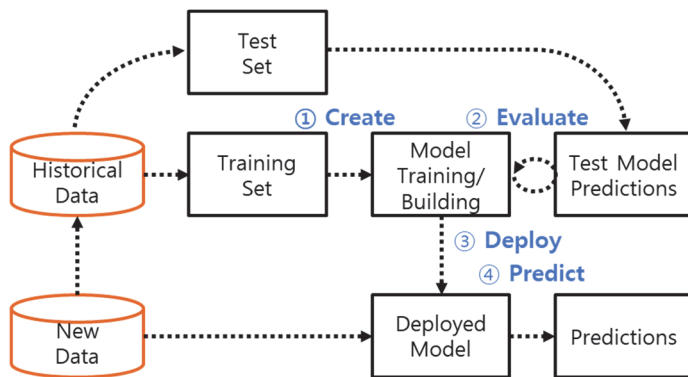 Test
Set
① Create
② Evaluate
Historical
Data
Training
Set
Model
Training/
Building
Test Model
Predictions
③ Deploy
④ Predict
New
Data
Deployed
Model
Predictions